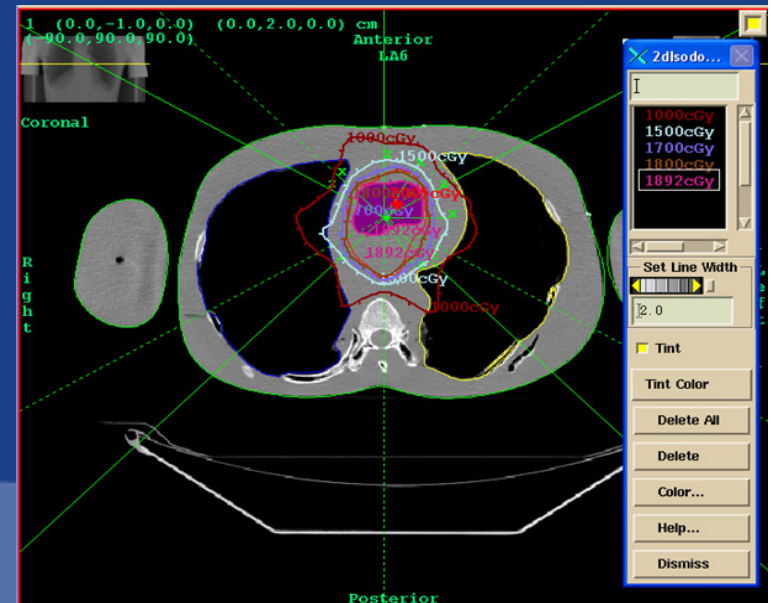 1 (0.0,-1.0,0.0) (0.0,2.0,0.0) cm
(-90.0,90.0,90.0)
Anterior
LA6
Coronal
Right
Posterior
1000cGy
1500cGy
1892cGy
1892cGy
1000cGy
2dIsodo...
1000cGy
1500cGy
1700cGy
1800cGy
1892cGy
Set Line Width
2.0
Tint
Tint Color
Delete All
Delete
Color...
Help...
Dismiss